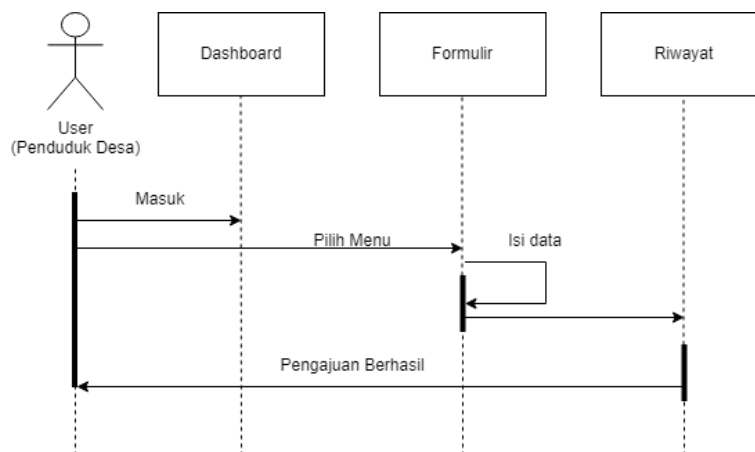 Dashboard
Formulir
Riwayat
User
(Penduduk Desa)
Masuk
Pilih Menu
Isi data
Pengajuan Berhasil